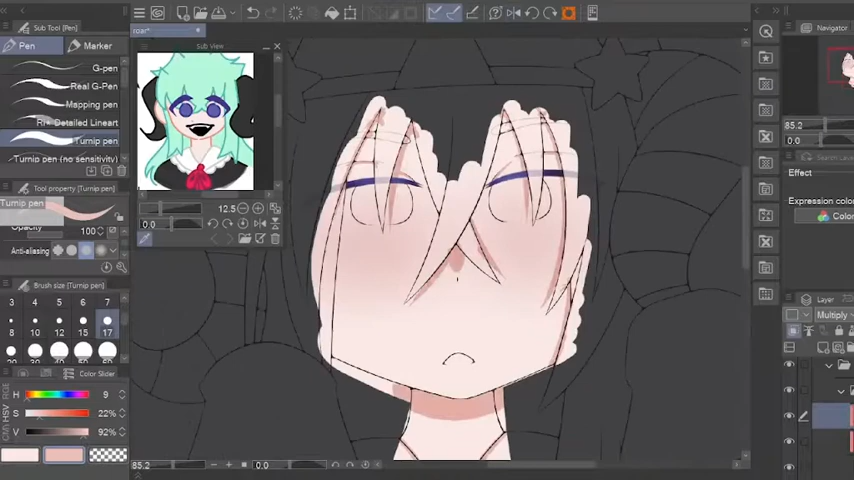 Sub Tool [Pen]
Pen
Marker
G-pen
Real G-Pen
Mapping pen
Detailed Lineart
Turnip pen
Turnip pen (no sensitivity)
Tool property [Turnip pen]
Turnip pen
Opacity
100
Anti-aliasing
Brush size [Turnip pen]
3 4 5 6 7
8 10 12 15 17
Color Slider
H 9
S 22%
V 92%
roar*
Sub View
12.5
0.0
85.2
0.0
Navigator
85.2
0.0
Search Layer
Effect
Expression color
Color
Layer
Multiply